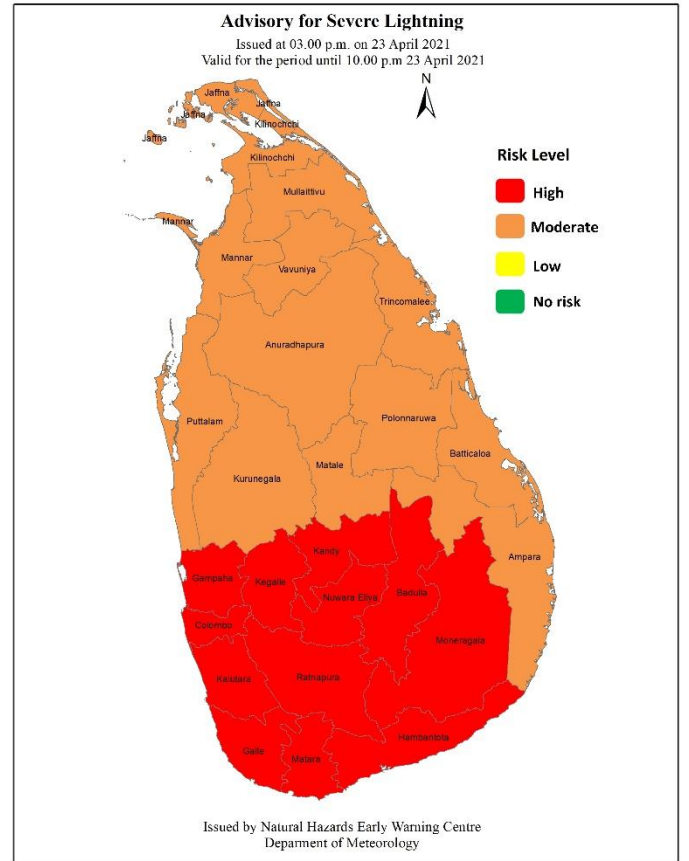 Advisory for Severe Lightning
Issued at 03.00 p.m. on 23 April 2021
Valid for the period until 10.00 p.m 23 April 2021
N
Jaffna
Jaffna
Jaffna
Kilinochchi
Jaffna
Kilinochchi
Mullaittivu
Mannar
Mannar
Vavuniya
Trincomalee
Anuradhapura
Puttalam
Polonnaruwa
Kurunegala
Matale
Batticaloa
Ampara
Kandy
Gampaha
Kegalle
Nuwara Eliya
Badulla
Colombo
Moneragala
Kalutara
Ratnapura
Galle
Matara
Hambantota
Risk Level
High
Moderate
Low
No risk
Issued by Natural Hazards Early Warning Centre
Deparment of Meteorology